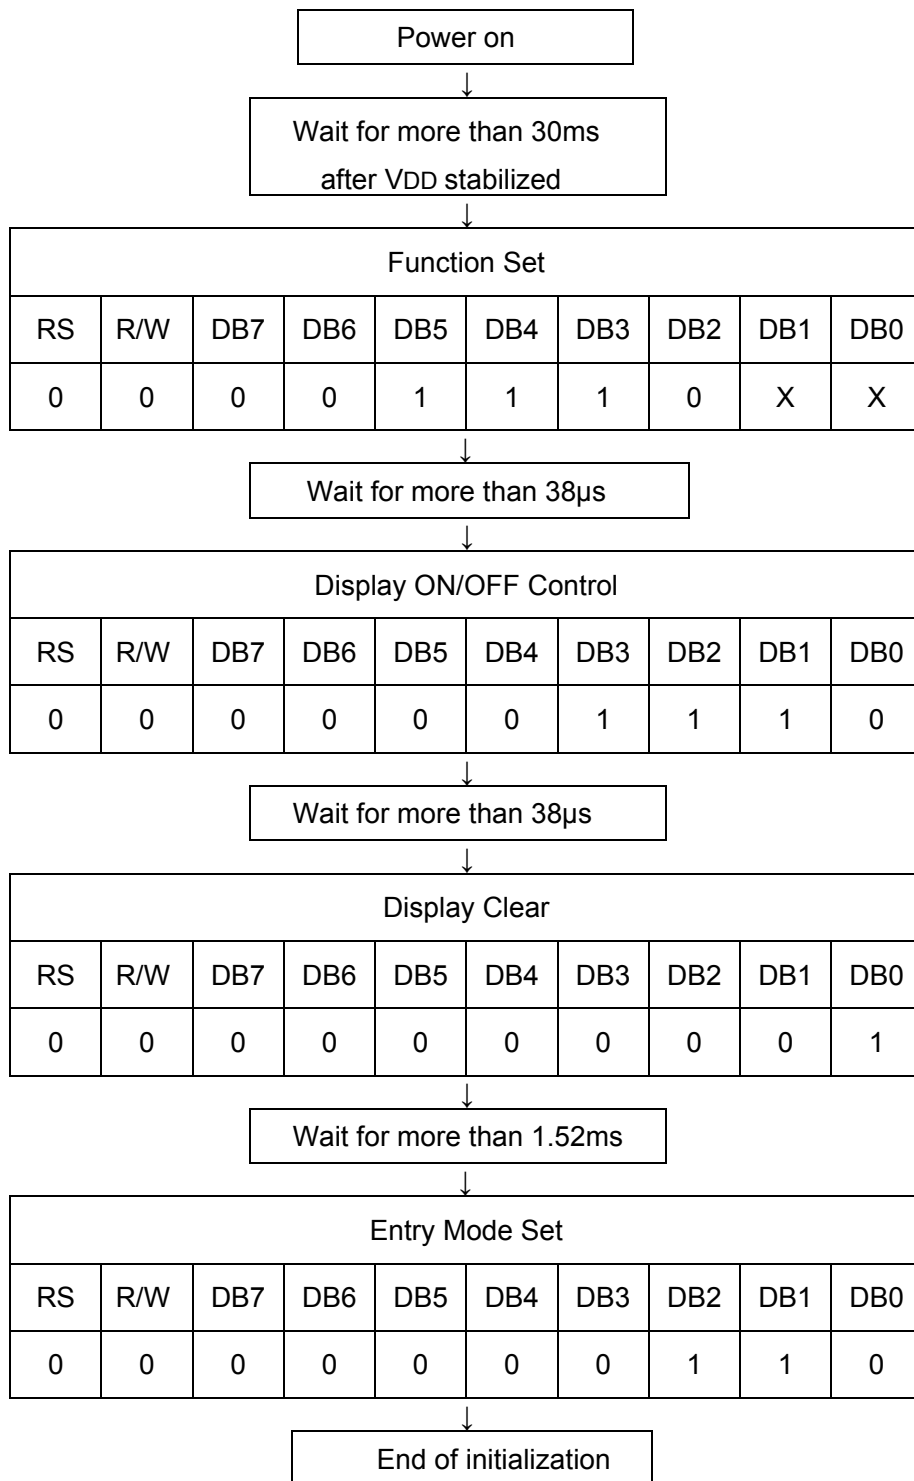 Power on
↓
Wait for more than 30ms
after VDD stabilized
↓
Function Set
RS R/W DB7 DB6 DB5 DB4 DB3 DB2 DB1 DB0
0 0 0 0 1 1 1 0 X X
↓
Wait for more than 38µs
↓
Display ON/OFF Control
RS R/W DB7 DB6 DB5 DB4 DB3 DB2 DB1 DB0
0 0 0 0 0 0 1 1 1 0
↓
Wait for more than 38µs
↓
Display Clear
RS R/W DB7 DB6 DB5 DB4 DB3 DB2 DB1 DB0
0 0 0 0 0 0 0 0 0 1
↓
Wait for more than 1.52ms
↓
Entry Mode Set
RS R/W DB7 DB6 DB5 DB4 DB3 DB2 DB1 DB0
0 0 0 0 0 0 0 1 1 0
↓
End of initialization